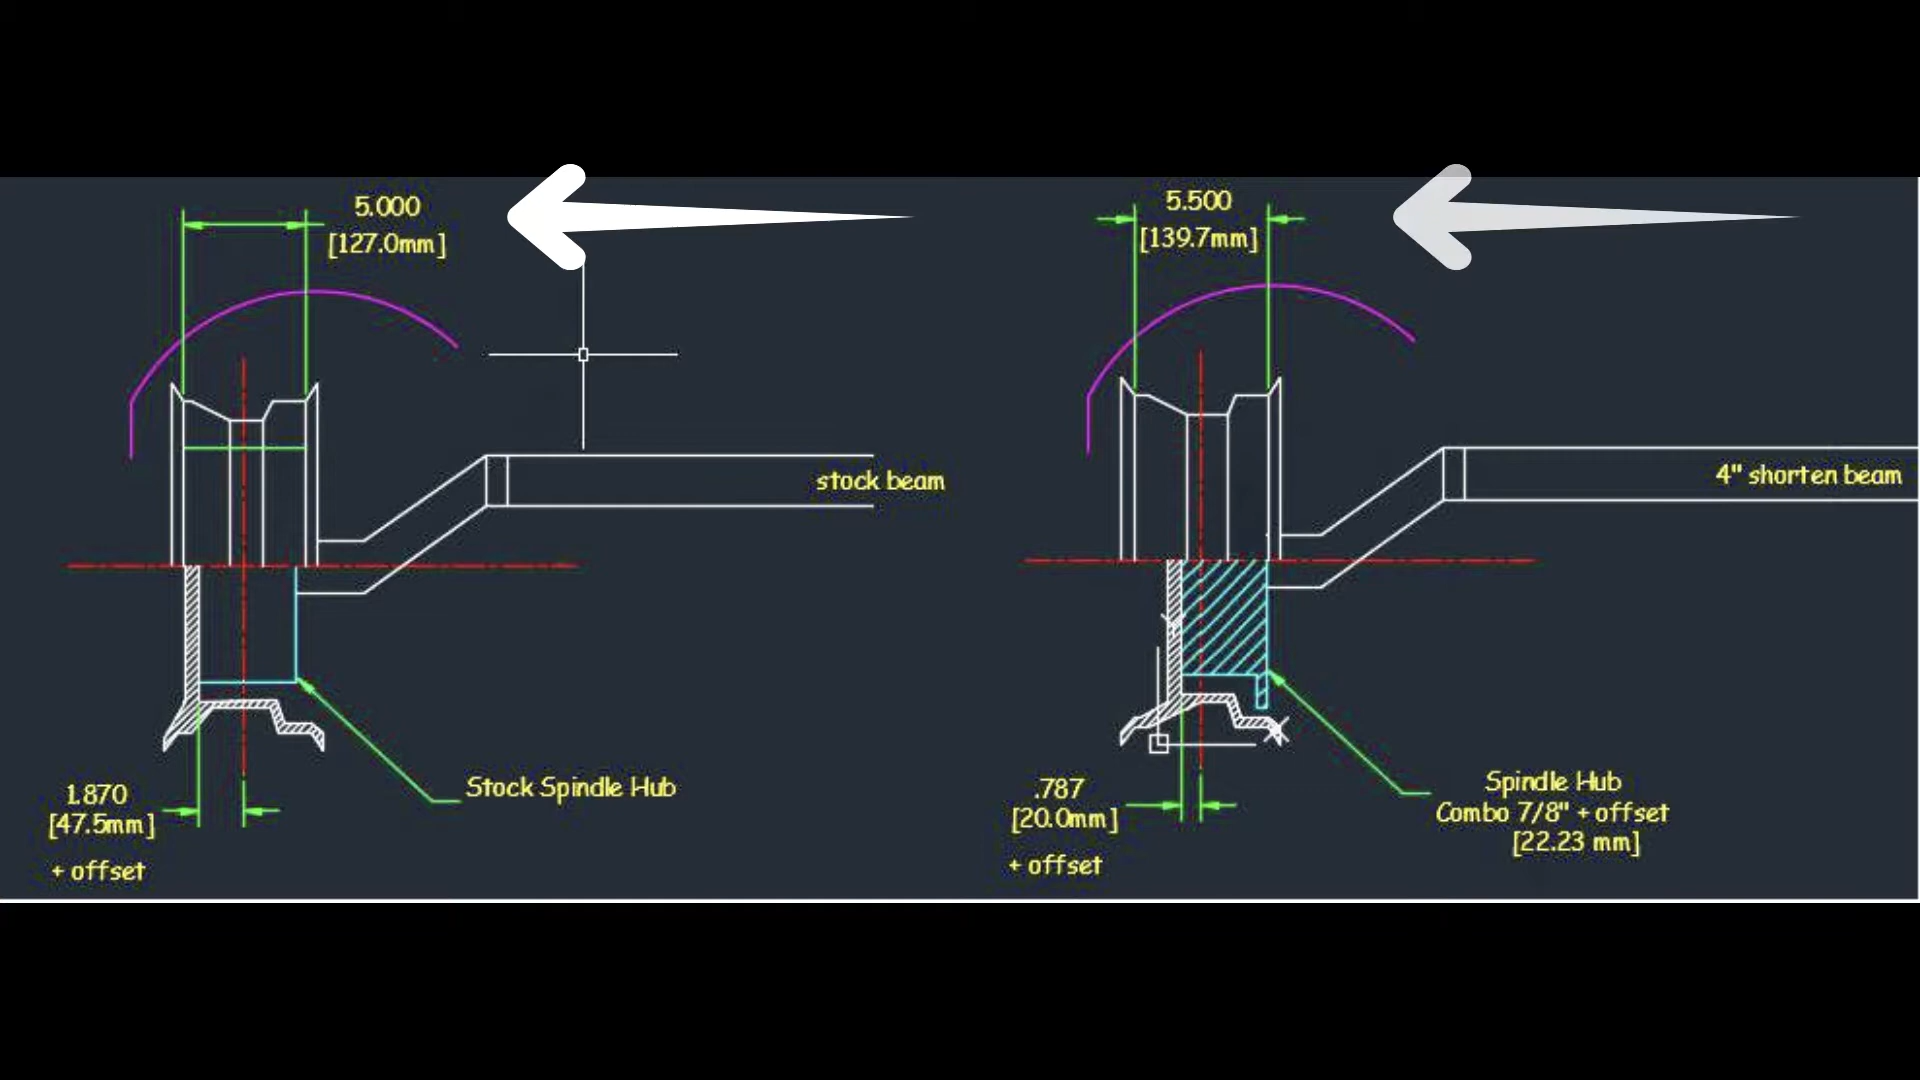 5.000
[127.0mm]
stock beam
Stock Spindle Hub
1.870
[47.5mm]
+ offset
5.500
[139.7mm]
4" shorten beam
Spindle Hub
Combo 7/8" + offset
[22.23 mm]
.787
[20.0mm]
+ offset